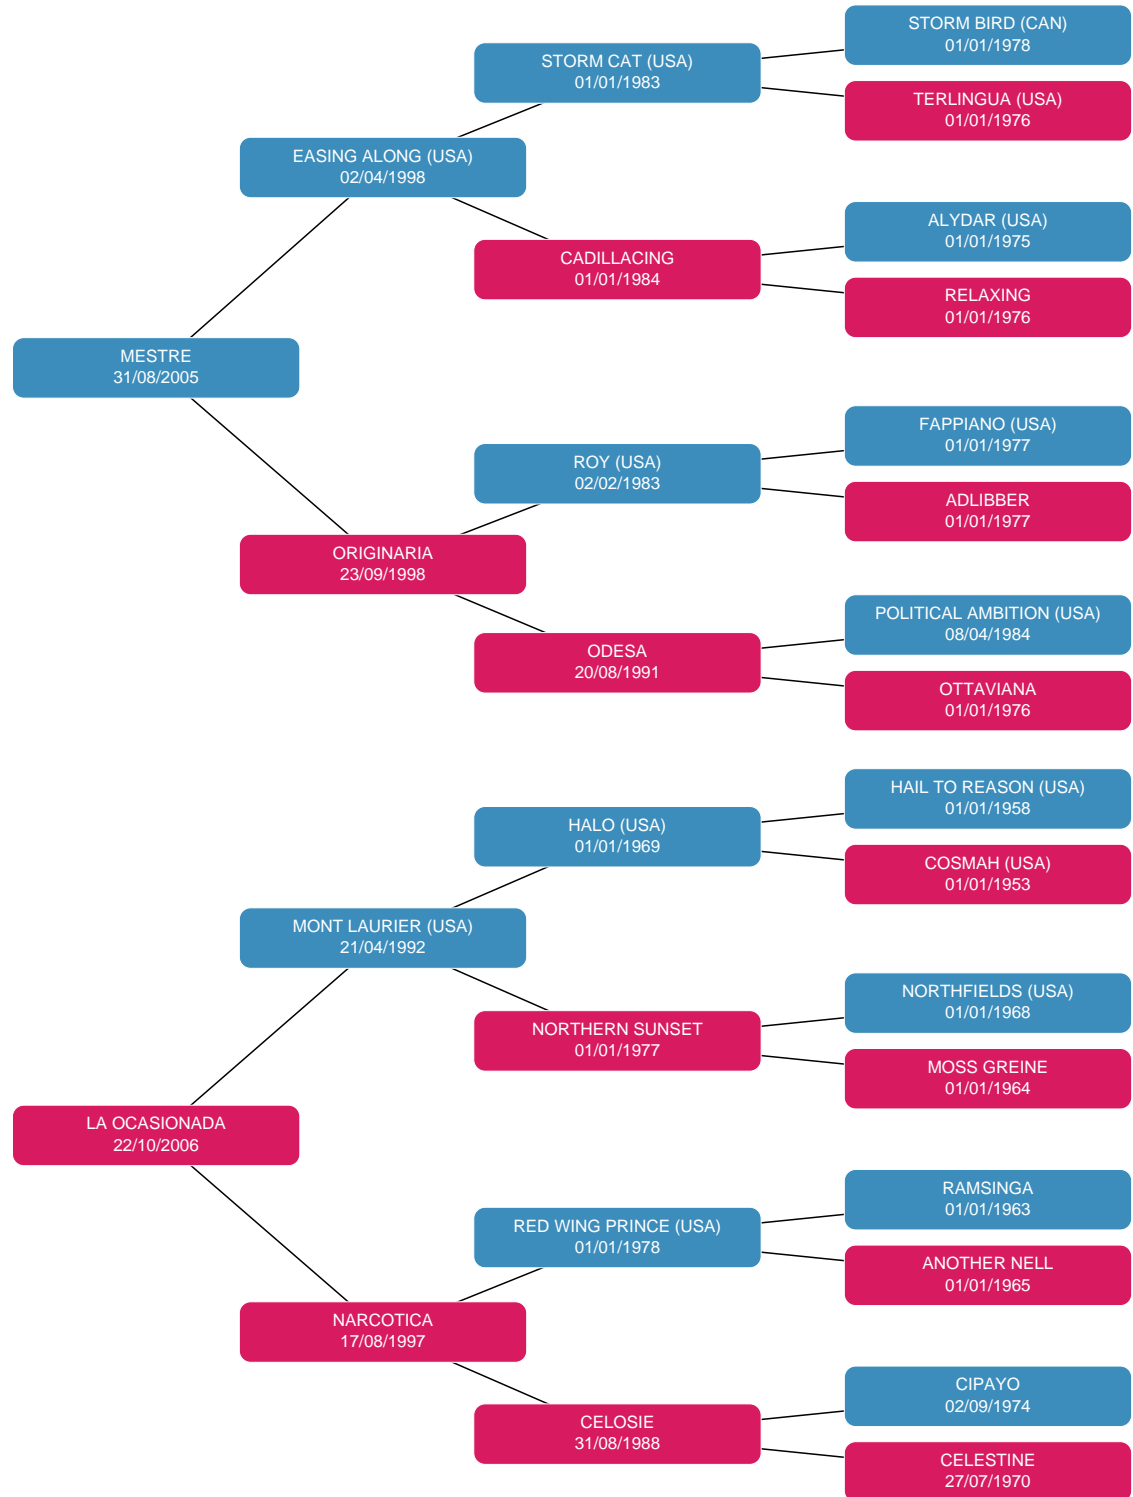 STORM BIRD (CAN)
01/01/1978
STORM CAT (USA)
01/01/1983
TERLINGUA (USA)
01/01/1976
EASING ALONG (USA)
02/04/1998
ALYDAR (USA)
01/01/1975
CADILLACING
01/01/1984
RELAXING
01/01/1976
MESTRE
31/08/2005
FAPPIANO (USA)
01/01/1977
ROY (USA)
02/02/1983
ADLIBBER
01/01/1977
ORIGINARIA
23/09/1998
POLITICAL AMBITION (USA)
08/04/1984
ODESA
20/08/1991
OTTAVIANA
01/01/1976
HAIL TO REASON (USA)
01/01/1958
HALO (USA)
01/01/1969
COSMAH (USA)
01/01/1953
MONT LAURIER (USA)
21/04/1992
NORTHFIELDS (USA)
01/01/1968
NORTHERN SUNSET
01/01/1977
MOSS GREINE
01/01/1964
LA OCASIONADA
22/10/2006
RAMSINGA
01/01/1963
RED WING PRINCE (USA)
01/01/1978
ANOTHER NELL
01/01/1965
NARCOTICA
17/08/1997
CIPAYO
02/09/1974
CELOSIE
31/08/1988
CELESTINE
27/07/1970